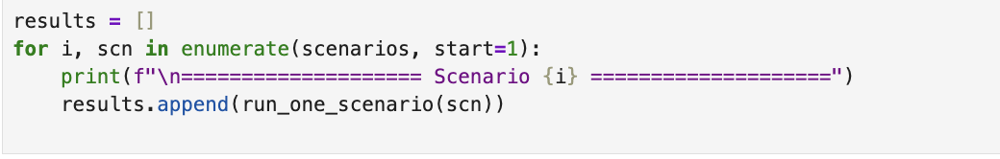 results = []
for i, scn in enumerate(scenarios, start=1):
    print(f"\n==================== Scenario {i} ====================")
    results.append(run_one_scenario(scn))